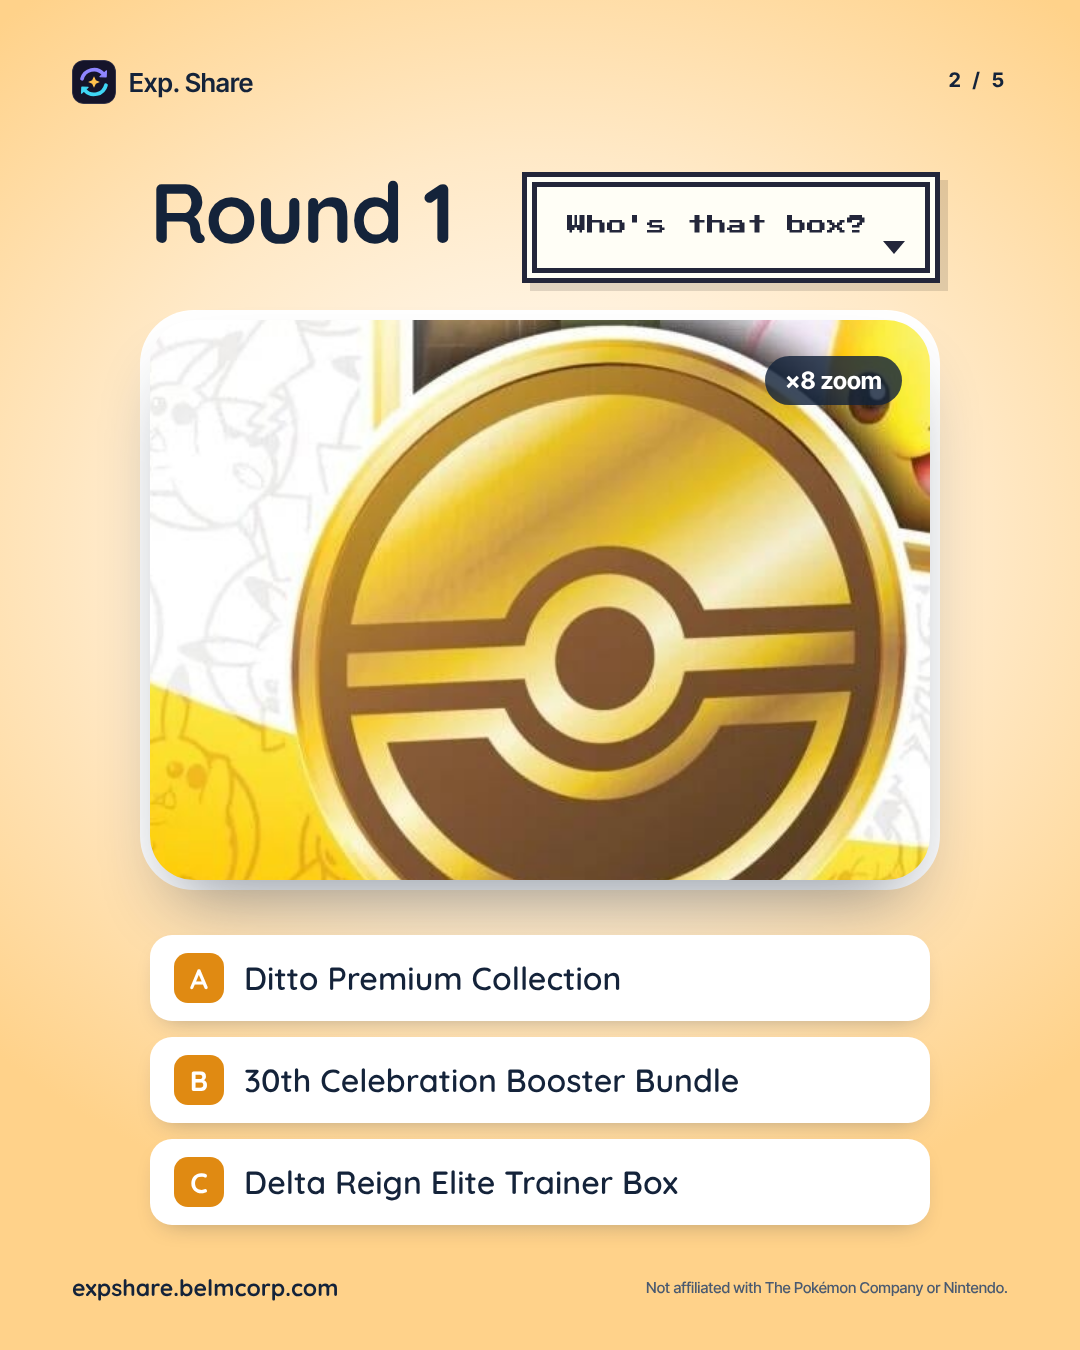 Exp. Share
2 / 5
Round 1
Who's that box?
×8 zoom
A Ditto Premium Collection
B 30th Celebration Booster Bundle
C Delta Reign Elite Trainer Box
expshare.belmcorp.com
Not affiliated with The Pokémon Company or Nintendo.